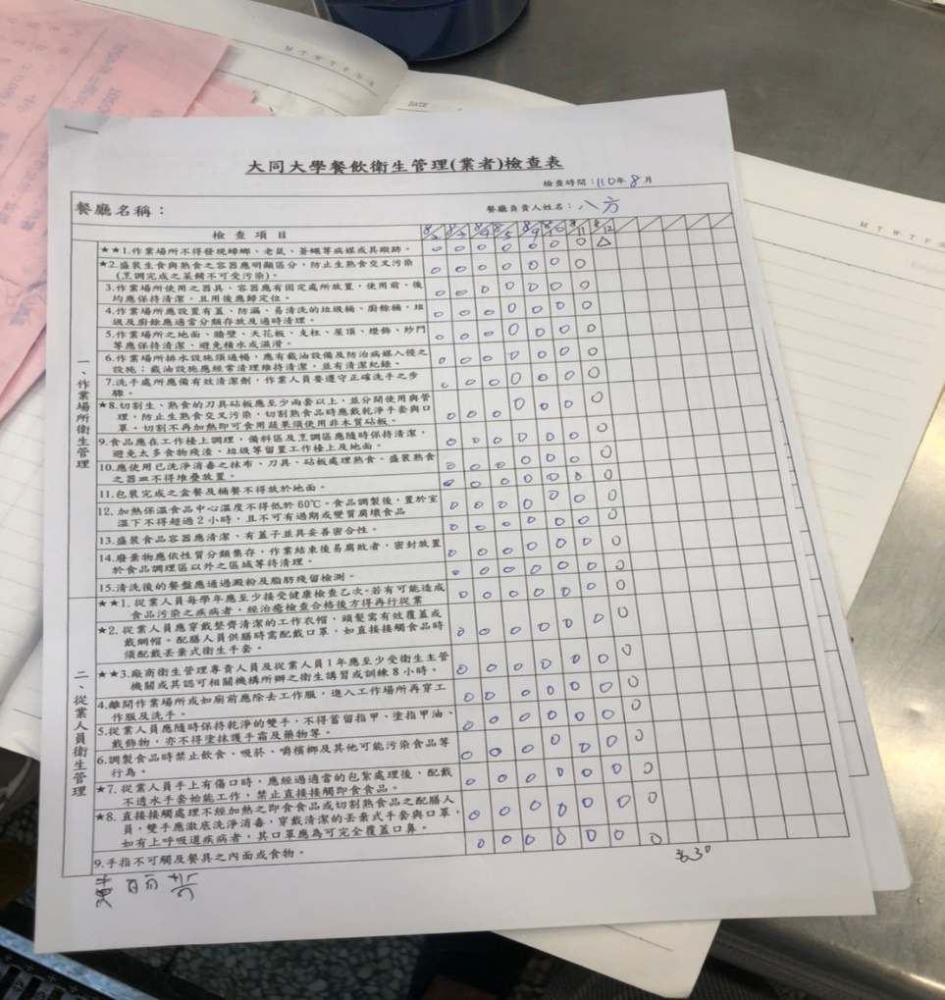 M T W T F S S
DATE :
M T W T F S
大同大學餐飲衛生管理(業者)檢查表
檢查時間：110年8月
餐廳名稱：
餐廳負責人姓名：八方
檢查項目 8/2 8/3 8/4 8/5 8/9 8/10 8/11 8/12
一、作業場所衛生管理
★★1.作業場所不得發現蟑螂、老鼠、蒼蠅等病媒或其蹤跡。 o o o o o o o △
★2.盛裝生食與熟食之容器應明顯區分，防止生熟食交叉污染 o o o o o o o
(烹調完成之菜餚不可受污染)。
3.作業場所使用之器具、容器應有固定處所放置，使用前、後 o o o o o o o
均應保持清潔，且用後應歸定位。
4.作業場所應設置有蓋、防漏、易清洗的垃圾桶、廚餘桶，垃 o o o o o o o
圾及廚餘應適當分類存放及適時清理。
5.作業場所之地面、牆壁、天花板、支柱、屋頂、燈飾、紗門 o o o o o o o
等應保持清潔、避免積水或濕滑。
6.作業場所排水設施須通暢，應有截油設備及防治病媒入侵之 o o o o o o o
設施；截油設施應經常清理維持清潔，並有清潔紀錄。
7.洗手處所應備有效清潔劑，作業人員要遵守正確洗手之步 o o o o o o o
驟。
★8.切割生、熟食的刀具砧板應至少兩套以上，並分開使用與管 o o o o o o o
理，防止生熟食交叉污染，切割熟食品時應戴乾淨手套與口
罩。切割不再加熱即可食用蔬果須使用非木質砧板。
9.食品應在工作檯上調理，備料區及烹調區應隨時保持清潔， o o o o o o o
避免太多食物殘渣、垃圾等留置工作檯上及地面。
10.應使用已洗淨消毒之抹布、刀具、砧板處理熟食。盛裝熟食 o o o o o o o
之器皿不得堆疊放置。
11.包裝完成之盒餐及桶餐不得放於地面。 o o o o o o o
12.加熱保溫食品中心溫度不得低於60℃。食品調製後，置於室 o o o o o o o
溫下不得超過2小時，且不可有過期或變質腐壞食品
13.盛裝食品容器應清潔、有蓋子並具妥善密合性。 o o o o o o o
14.廢棄物應依性質分類集存，作業結束後易腐敗者，密封放置 o o o o o o o
於食品調理區以外之區域等待清理。
15.清洗後的餐盤應通過澱粉及脂肪殘留檢測。 o o o o o o o
二、從業人員衛生管理
★★1.從業人員每學年應至少接受健康檢查乙次。若有可能造成 o o o o o o o
食品污染之疾病者，經治癒檢查合格後方得再行從業
★2.從業人員應穿戴整齊清潔的工作衣帽，頭髮需有效覆蓋或 o o o o o o o
戴網帽。配膳人員供膳時需配戴口罩，如直接接觸食品時
須配戴丟棄式衛生手套。
★★3.廠商衛生管理專責人員及從業人員1年應至少受衛生主管 o o o o o o o
機關或其認可相關機構所辦之衛生講習或訓練8小時。
4.離開作業場所或如廁前應除去工作服，進入工作場所再穿工 o o o o o o o
作服及洗手。
5.從業人員應隨時保持乾淨的雙手，不得蓄留指甲、塗指甲油、 o o o o o o o
戴飾物，亦不得塗抹護手霜及藥物等。
6.調製食品時禁止飲食、吸菸、嚼檳榔及其他可能污染食品等 o o o o o o o
行為。
★7.從業人員手上有傷口時，應經過適當的包紮處理後，配戴 o o o o o o o
不透水手套始能工作，禁止直接接觸即食食品。
★8.直接接觸處理不經加熱之即食食品或切割熟食品之配膳人 o o o o o o o
員，雙手應澈底洗淨消毒，穿戴清潔的丟棄式手套與口罩，
如有上呼吸道疾病者，其口罩應為可完全覆蓋口鼻。
9.手指不可觸及餐具之內面或食物。 o o o o o o o